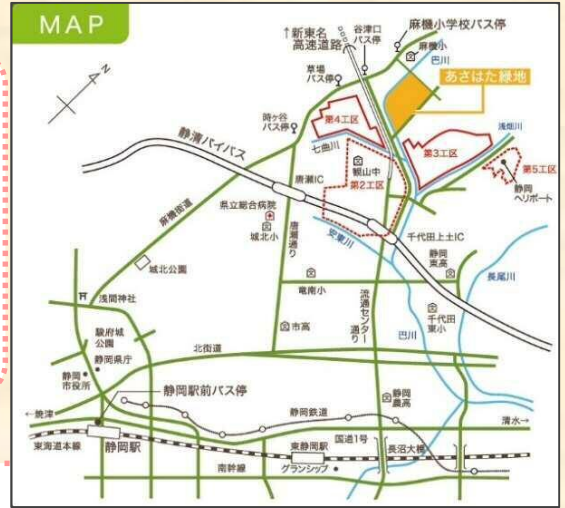 MAP
↑新東名
高速道路
谷津口
バス停
麻機小学校バス停
麻機小
巴川
あさはた緑地
草場
バス停
時ヶ谷
バス停
第4工区
七曲川
浅畑川
第3工区
第5工区
静岡
ヘリポート
静清バイパス
観山中
第2工区
唐瀬IC
麻機街道
県立総合病院
城北小
唐瀬通り
安東川
千代田上土IC
静岡
東高
長尾川
城北公園
竜南小
流通センター
通り
千代田
東小
巴川
浅間神社
市高
駿府城
公園
北街道
静岡県庁
静岡
市役所
静岡駅前バス停
静岡
農高
←焼津
静岡鉄道
清水→
東海道本線
静岡駅
東静岡駅
国道1号
長沼大橋
南幹線
グランシップ